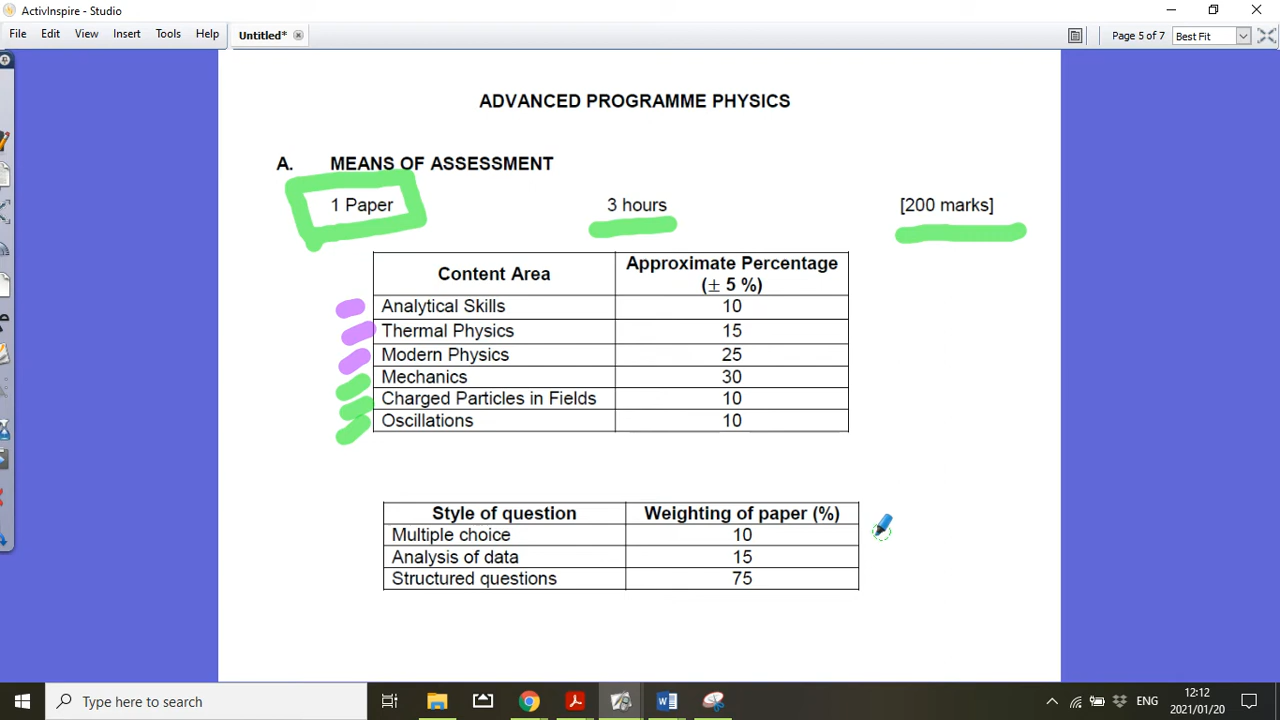 ActivInspire - Studio
File Edit View Insert Tools Help Untitled* Page 5 of 7 Best Fit
ADVANCED PROGRAMME PHYSICS
A. MEANS OF ASSESSMENT
1 Paper 3 hours [200 marks]
Content Area Approximate Percentage (± 5 %)
Analytical Skills 10
Thermal Physics 15
Modern Physics 25
Mechanics 30
Charged Particles in Fields 10
Oscillations 10
Style of question Weighting of paper (%)
Multiple choice 10
Analysis of data 15
Structured questions 75
Type here to search ENG 12:12
2021/01/20